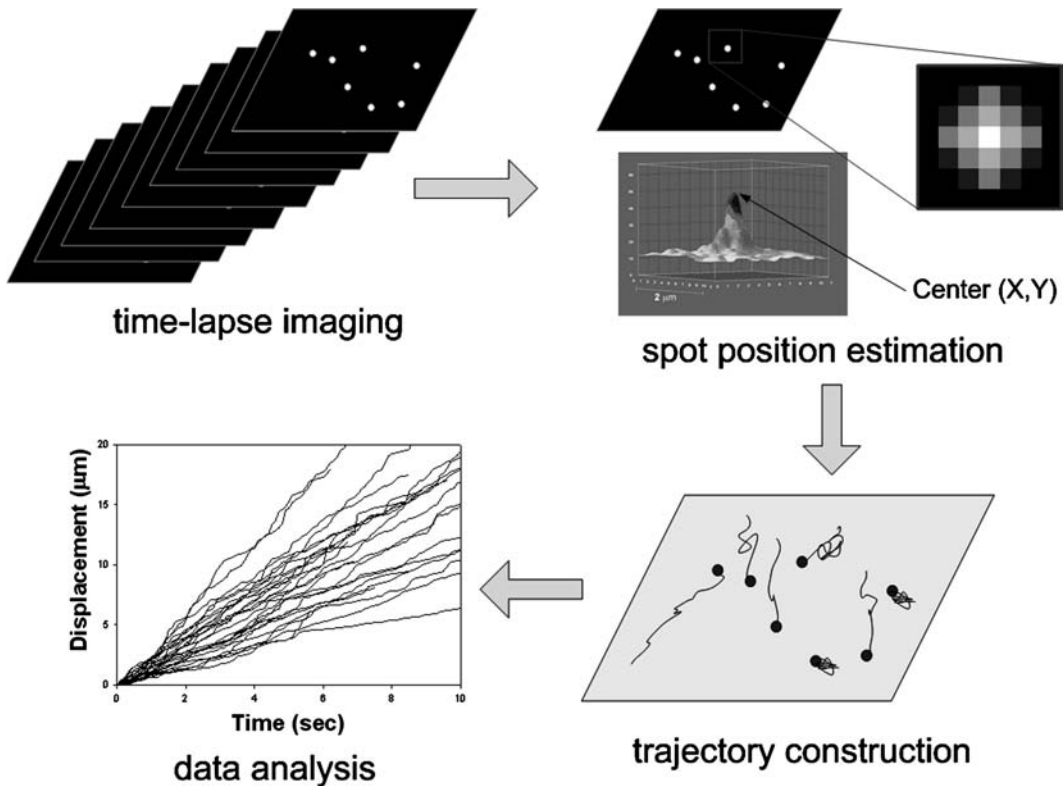 time-lapse imaging
2 μm
Center (X,Y)
spot position estimation
Displacement (μm)
20
15
10
5
0
0 2 4 6 8 10
Time (sec)
data analysis
trajectory construction